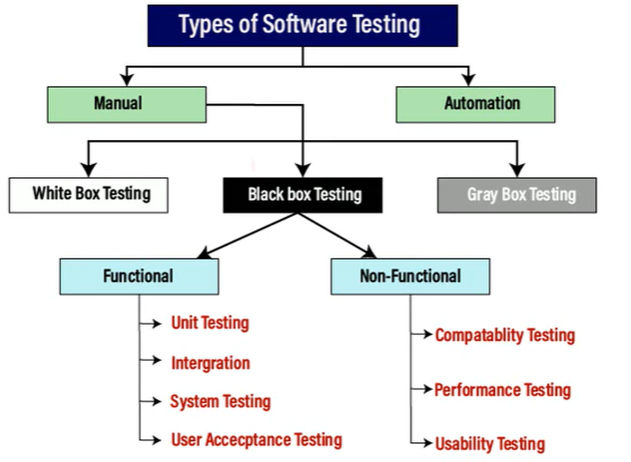 Types of Software Testing
Manual
Automation
White Box Testing
Black box Testing
Gray Box Testing
Functional
Non-Functional
Unit Testing
Intergration
System Testing
User Accecptance Testing
Compatablity Testing
Performance Testing
Usability Testing